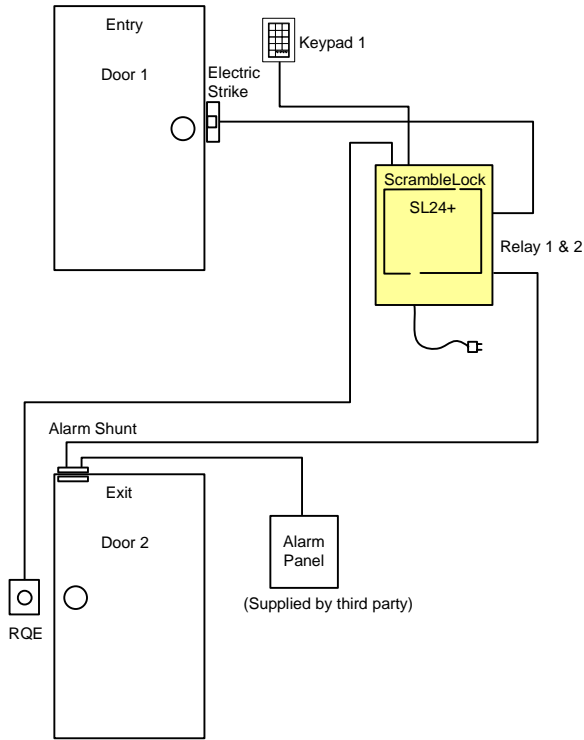 Entry
Door 1
Electric
Strike
Keypad 1
ScrambleLock
SL24+
Relay 1 & 2
Alarm Shunt
Exit
Door 2
Alarm
Panel
(Supplied by third party)
RQE